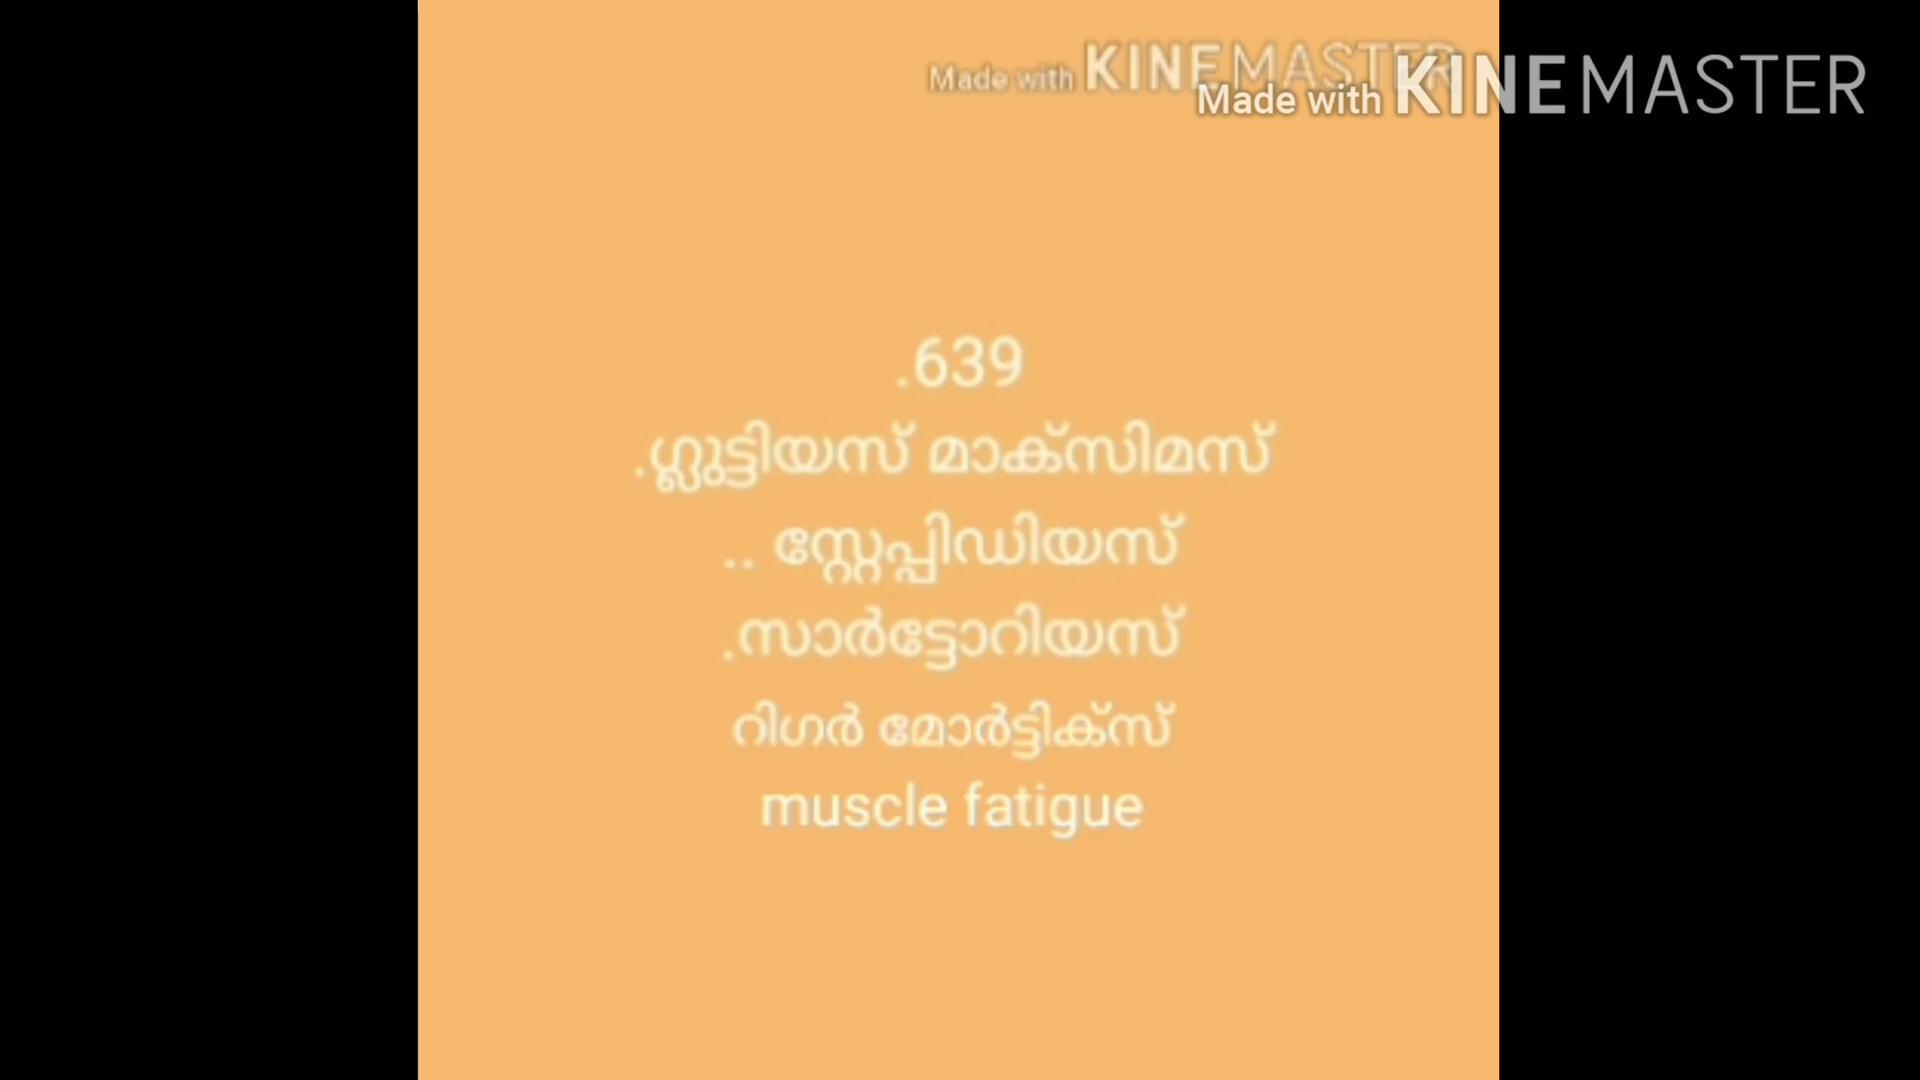 Made with KINEMASTER
Made with KINEMASTER
.639
.ഗ്ലൂട്ടിയസ് മാക്സിമസ്
.. സ്റ്റേപ്പിഡിയസ്
.സാർട്ടോറിയസ്
റിഗർ മോർട്ടിക്സ്
muscle fatigue